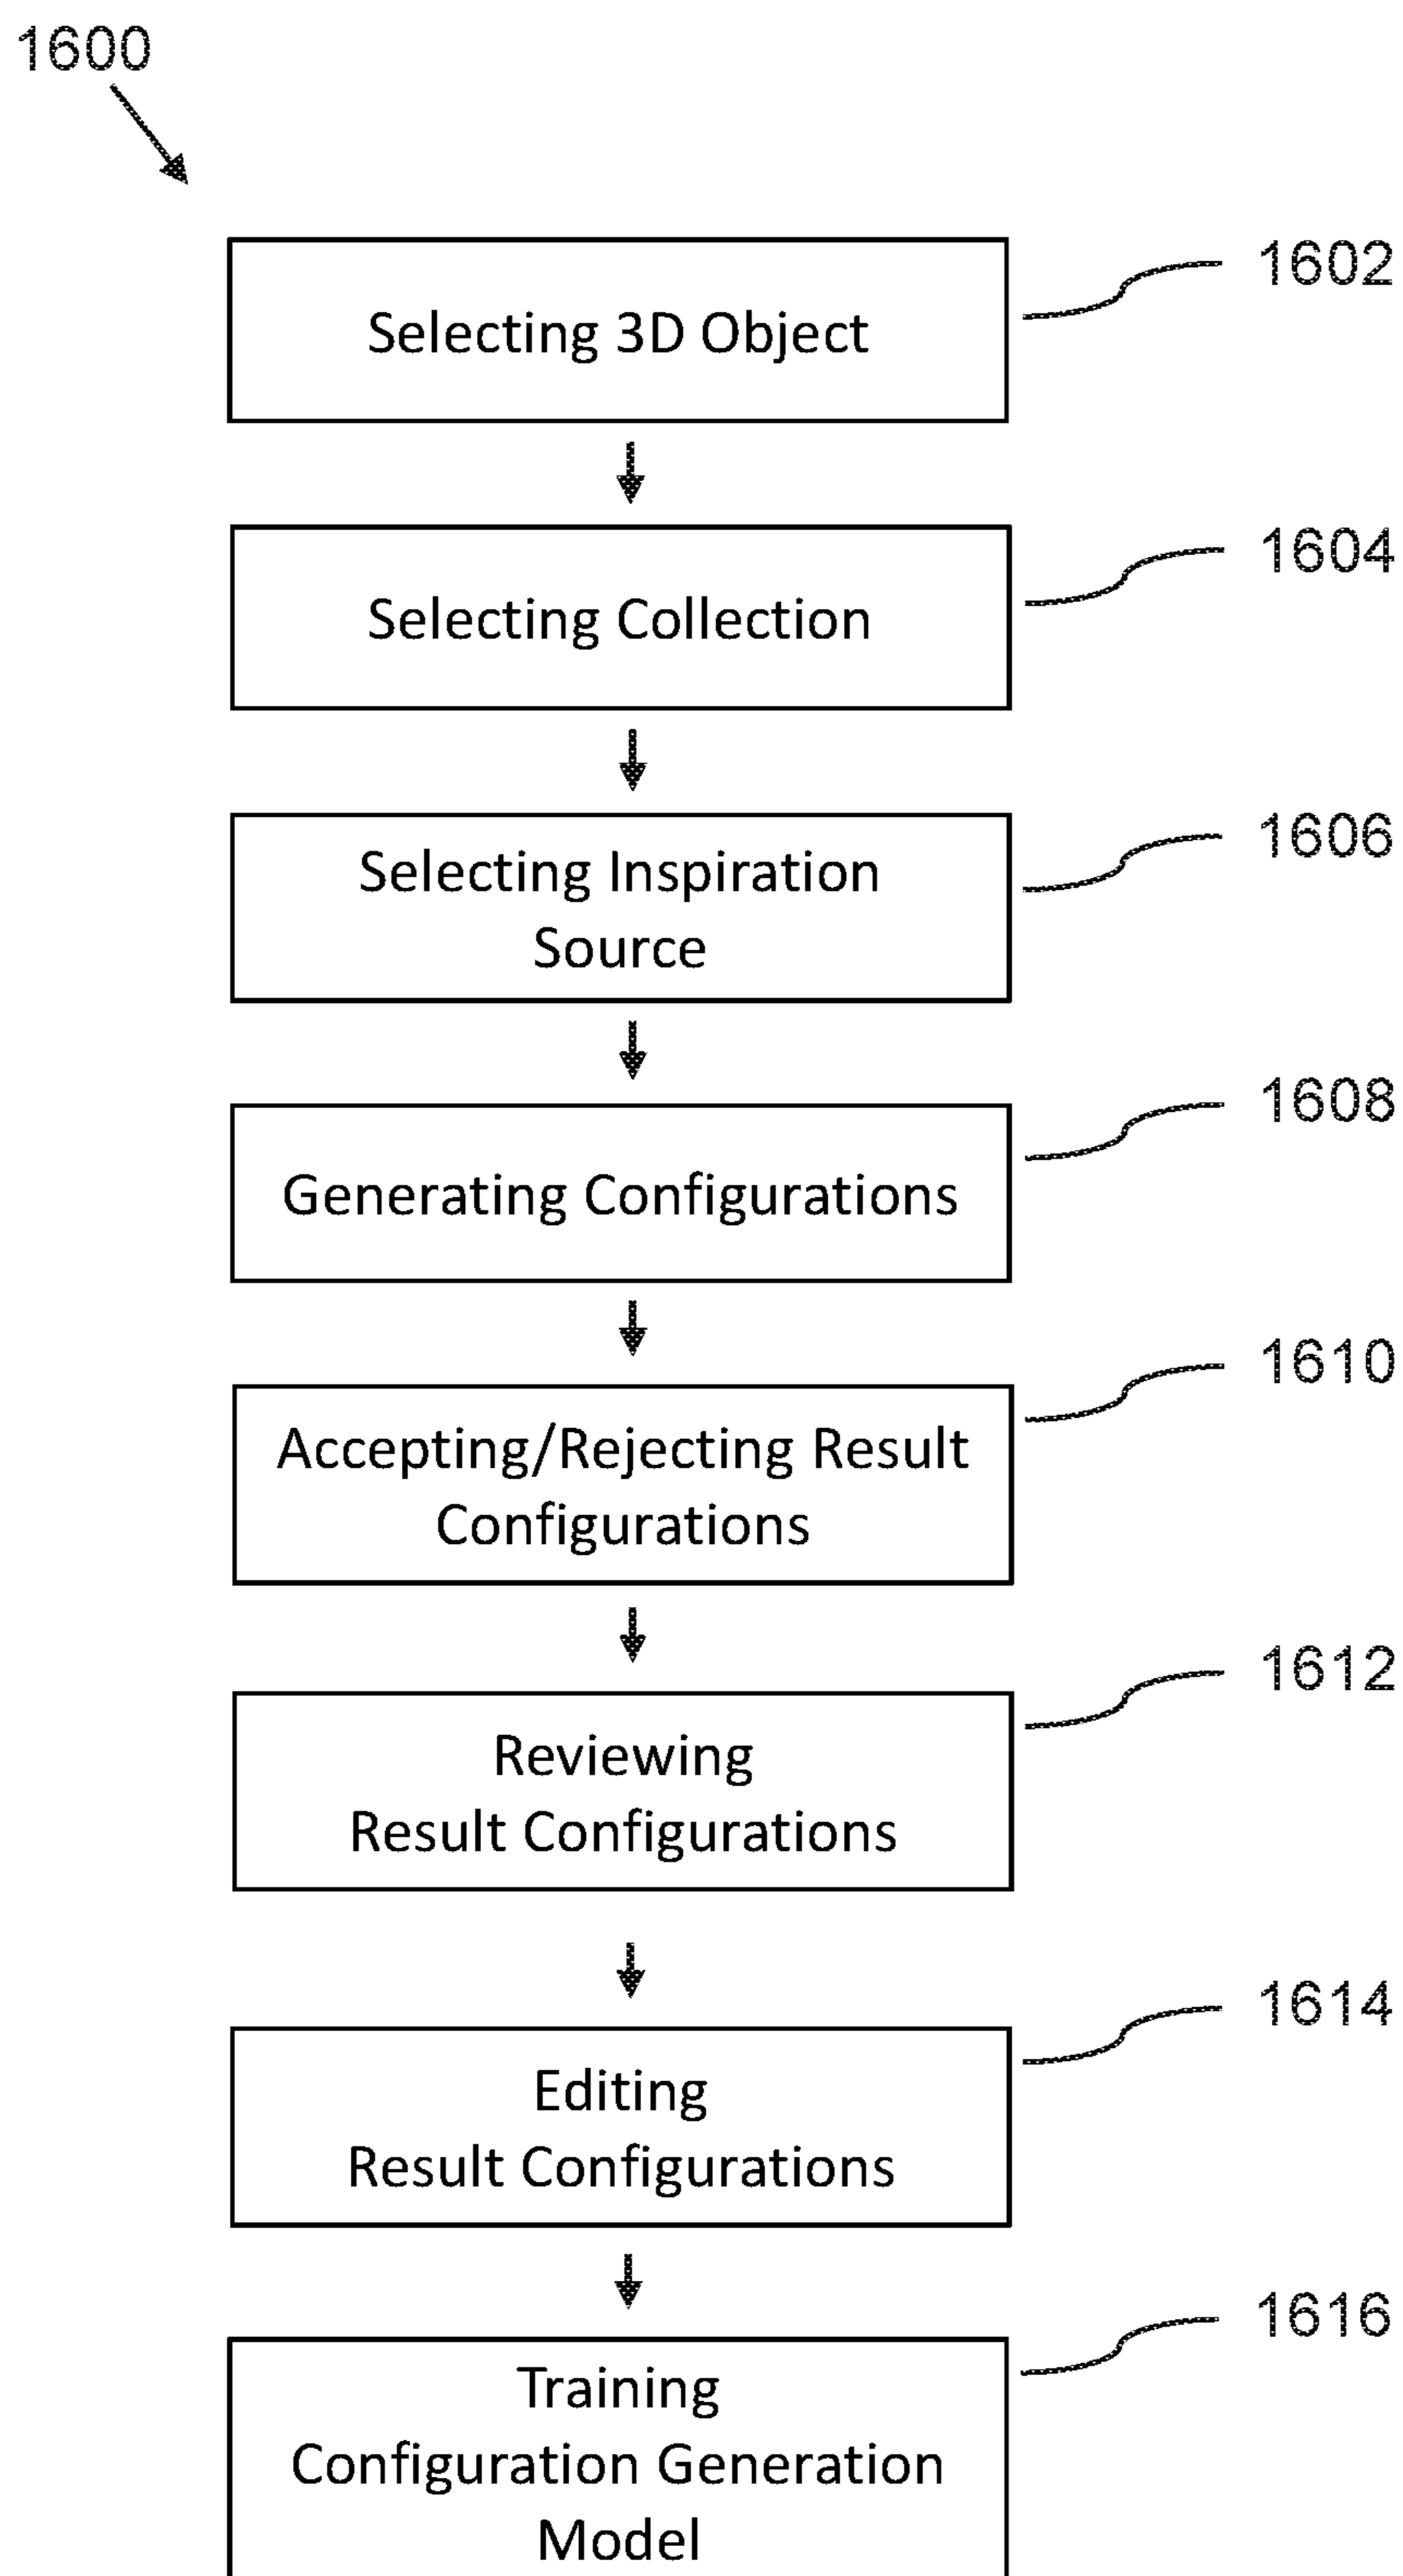 1600
Selecting 3D Object
1602
Selecting Collection
1604
Selecting Inspiration
Source
1606
Generating Configurations
1608
Accepting/Rejecting Result
Configurations
1610
Reviewing
Result Configurations
1612
Editing
Result Configurations
1614
Training
Configuration Generation
Model
1616